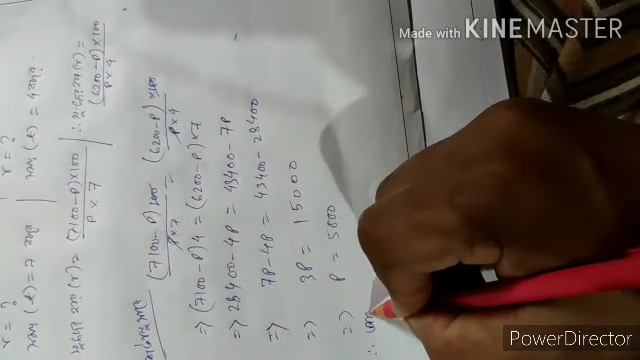 r = ?
r = ?
সময় (t) = 7 বছর
সময় (t) = 4 বছর
(r) = (7100-P)×100 / P×7
∴ (r) = (6200-P)×100 / P×4
(7100-P)100 / P×7 = (6200-P)100 / P×4
⇒ (7100-P)4 = (6200-P)×7
⇒ 28400-4P = 43400-7P
⇒ 7P-4P = 43400-28400
⇒ 3P = 15000
⇒ P = 5000
∴
Made with KINEMASTER
PowerDirector